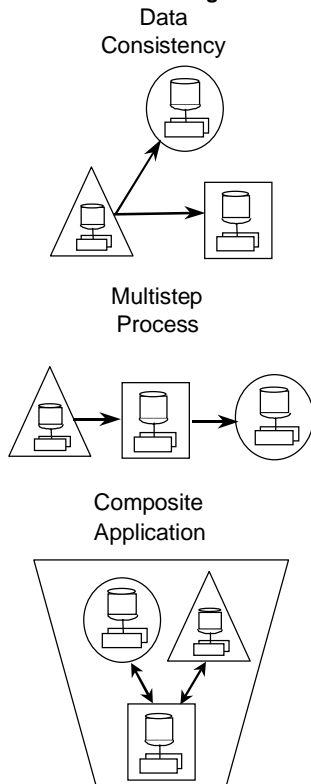 Data
Consistency
Multistep
Process
Composite
Application